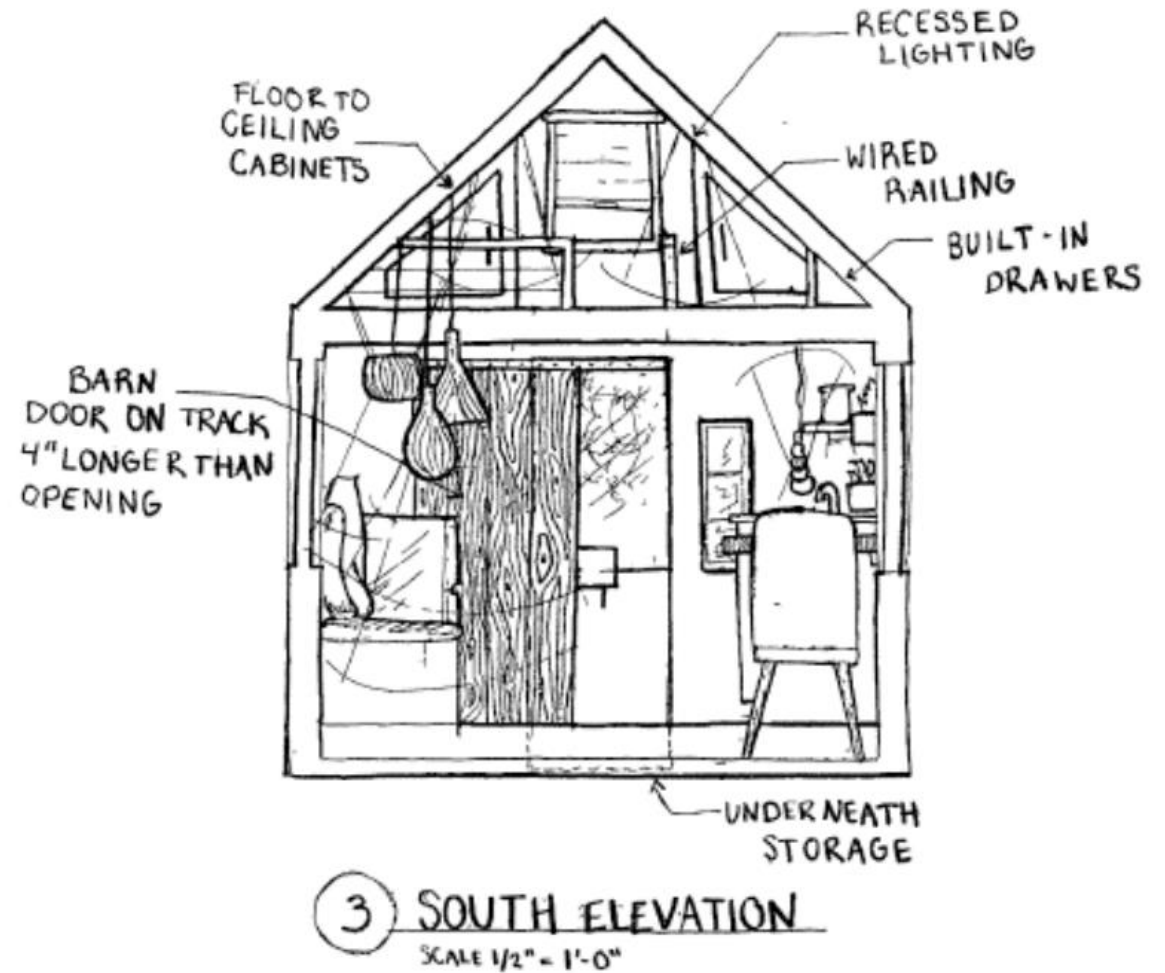 RECESSED
LIGHTING
FLOOR TO
CEILING
CABINETS
WIRED
RAILING
BUILT-IN
DRAWERS
BARN
DOOR ON TRACK
4" LONGER THAN
OPENING
UNDERNEATH
STORAGE
3 SOUTH ELEVATION
SCALE 1/2" = 1'-0"